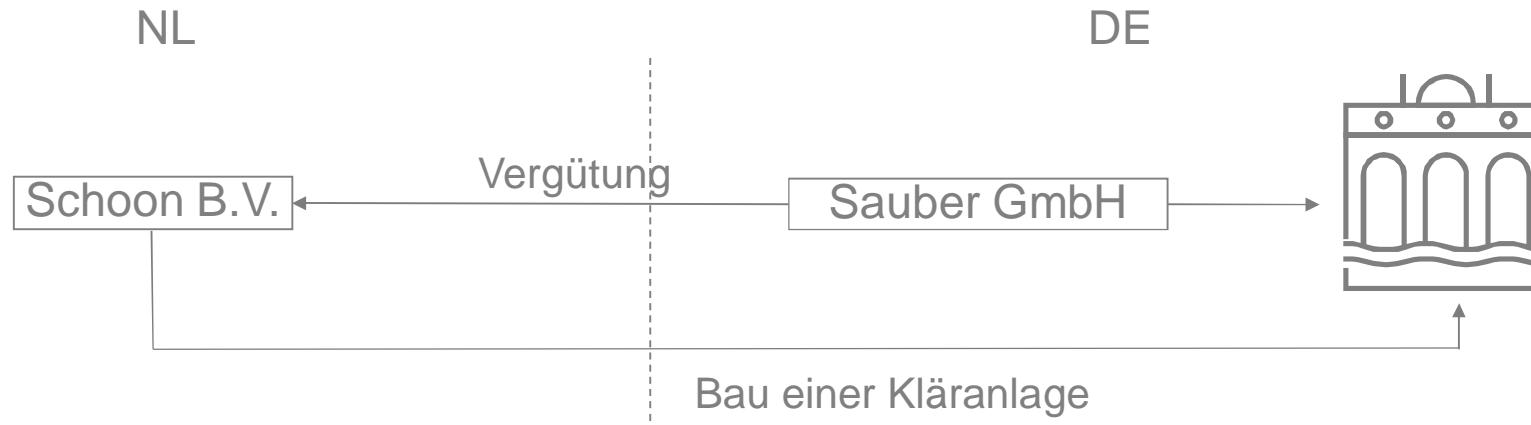 NL
DE
Vergütung
Schoon B.V.
Sauber GmbH
Bau einer Kläranlage